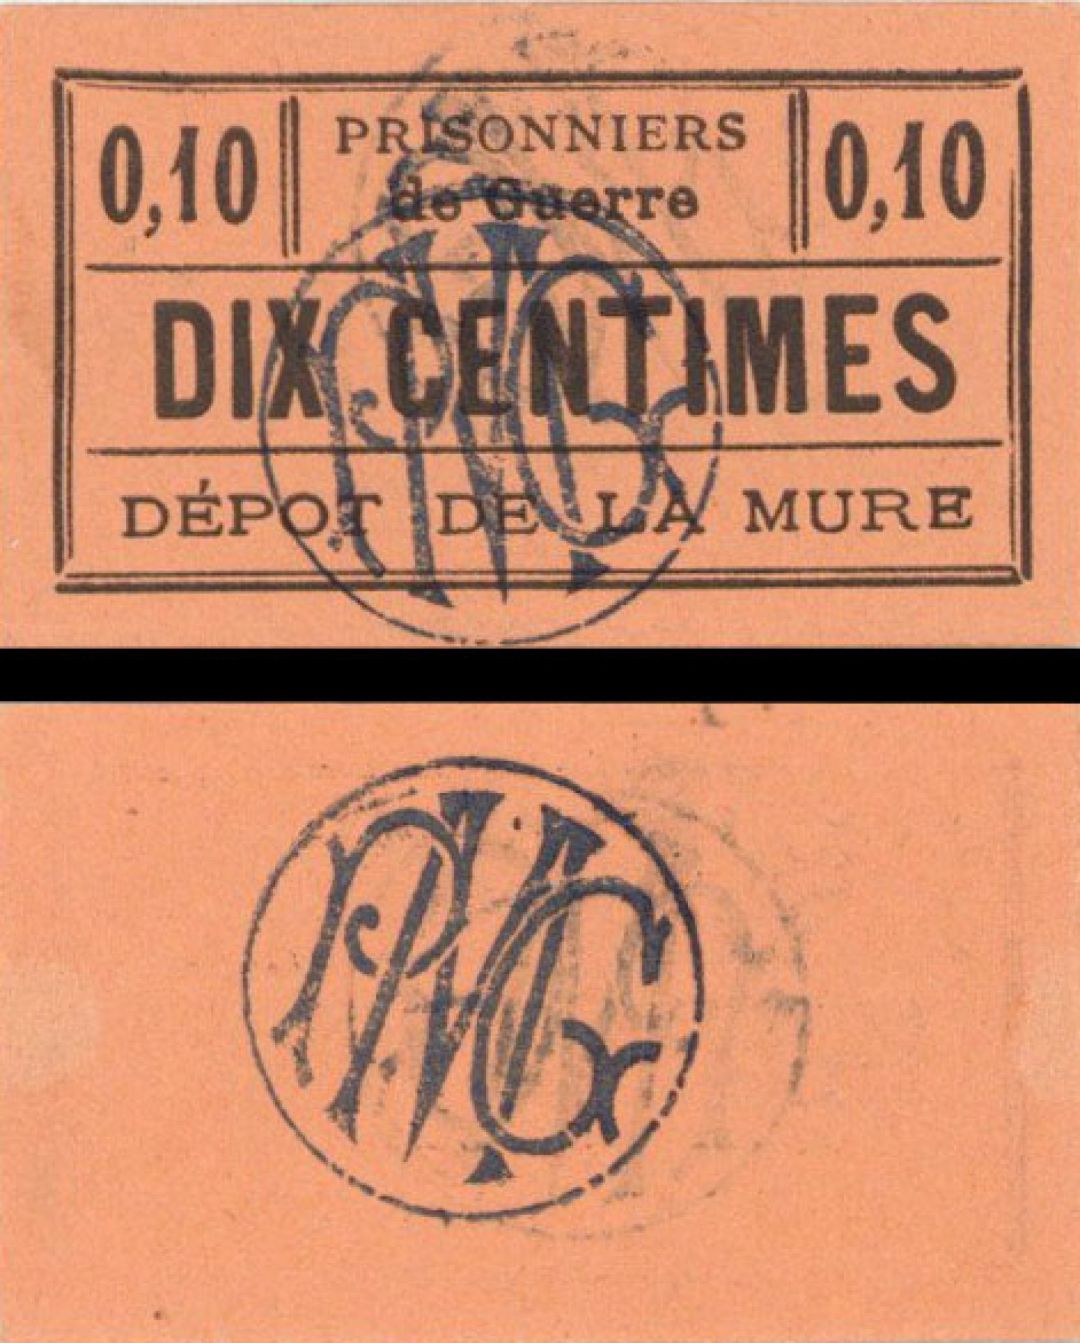 0,10 PRISONNIERS 0,10
de Guerre
DIX CENTIMES
DÉPOT DE LA MURE